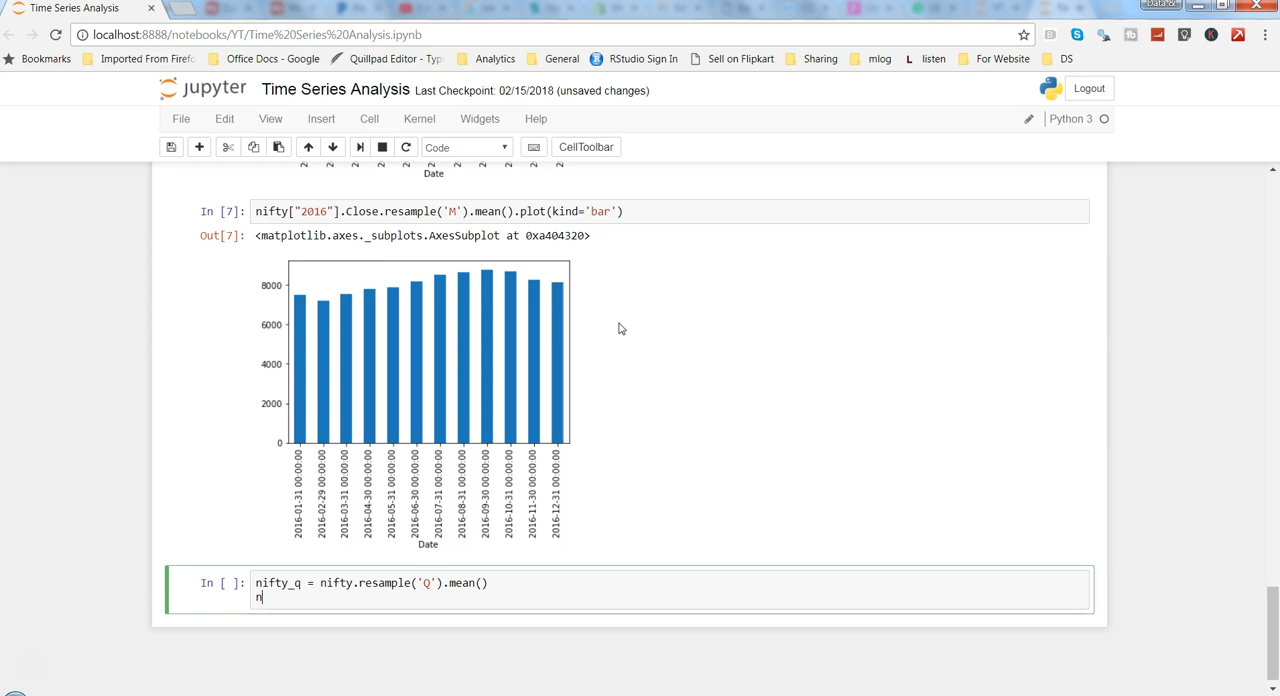 Time Series Analysis
Data &
localhost:8888/notebooks/YT/Time%20Series%20Analysis.ipynb
Bookmarks Imported From Firefo Office Docs - Google Quillpad Editor - Typi Analytics General RStudio Sign In Sell on Flipkart Sharing mlog listen For Website DS
jupyter Time Series Analysis Last Checkpoint: 02/15/2018 (unsaved changes) Logout
File Edit View Insert Cell Kernel Widgets Help Python 3
Code CellToolbar
Date
In [7]: nifty["2016"].Close.resample('M').mean().plot(kind='bar')
Out[7]: <matplotlib.axes._subplots.AxesSubplot at 0xa404320>
8000
6000
4000
2000
0
2016-01-31 00:00:00
2016-02-29 00:00:00
2016-03-31 00:00:00
2016-04-30 00:00:00
2016-05-31 00:00:00
2016-06-30 00:00:00
2016-07-31 00:00:00
2016-08-31 00:00:00
2016-09-30 00:00:00
2016-10-31 00:00:00
2016-11-30 00:00:00
2016-12-31 00:00:00
Date
In [ ]: nifty_q = nifty.resample('Q').mean()
n